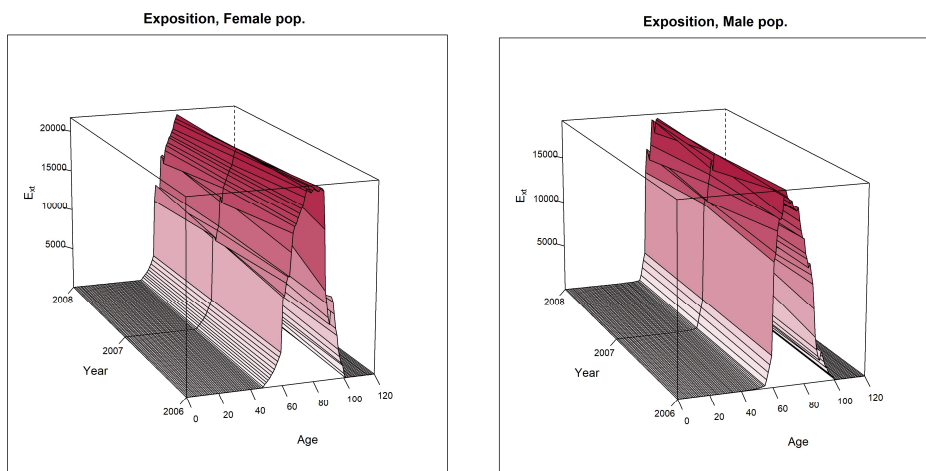 Exposition, Female pop.
20000
15000
10000
5000
E_xt
2008
2007
2006
Year
0 20 40 60 80 100 120
Age
Exposition, Male pop.
15000
10000
5000
E_xt
2008
2007
2006
Year
0 20 40 60 80 100 120
Age